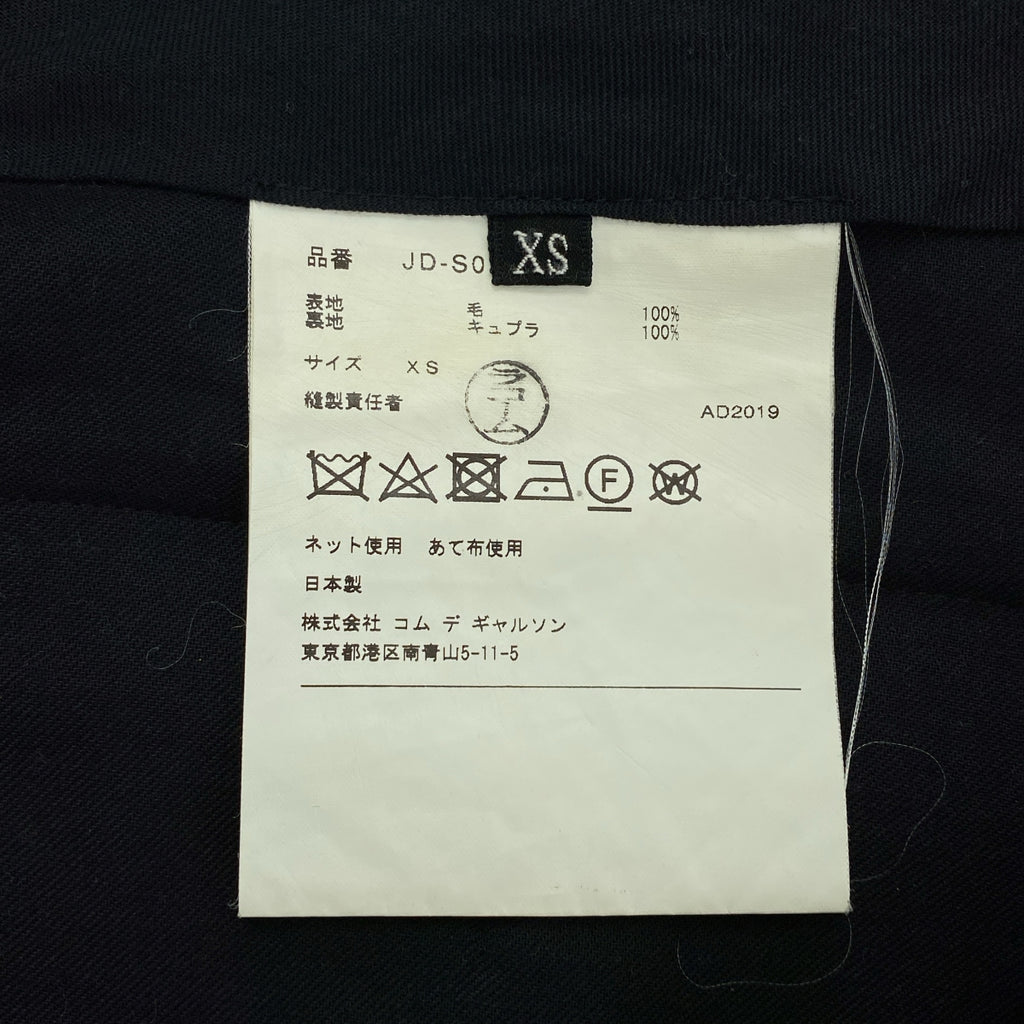 XS
品番 JD-S0
表地 毛 100%
裏地 キュプラ 100%
サイズ XS
縫製責任者 AD2019
F W
ネット使用 あて布使用
日本製
株式会社 コム デ ギャルソン
東京都港区南青山5-11-5